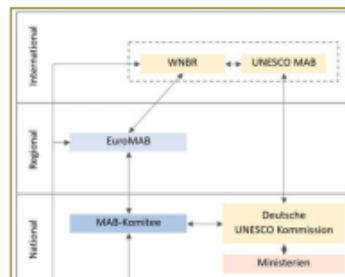 International
WNBR
UNESCO MAB
Regional
EuroMAB
National
MAB-Komitee
Deutsche
UNESCO Kommission
Ministerien